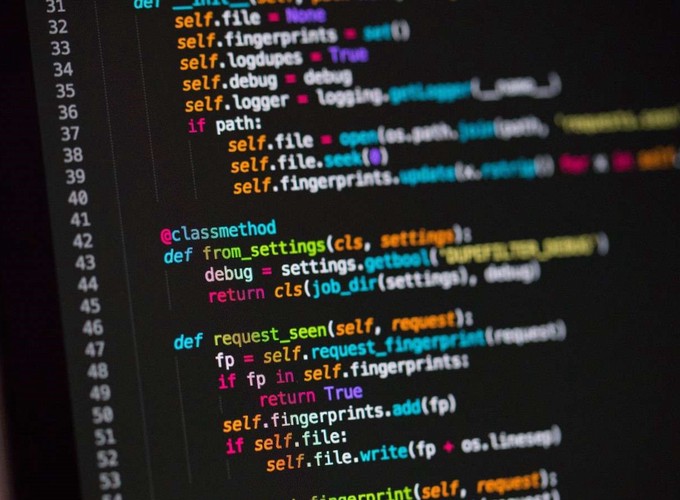 31 def __init__(self,
32 self.file = None
33 self.fingerprints = set()
34 self.logdupes = True
35 self.debug = debug
36 self.logger = logging.getLogger(__name__)
37 if path:
38 self.file = open(os.path.join(path, 'requests.seen'
39 self.file.seek(0)
40 self.fingerprints.update(x.rstrip() for x in self.
41
42 @classmethod
43 def from_settings(cls, settings):
44 debug = settings.getbool('DUPEFILTER_DEBUG')
45 return cls(job_dir(settings), debug)
46
47 def request_seen(self, request):
48 fp = self.request_fingerprint(request)
49 if fp in self.fingerprints:
50 return True
51 self.fingerprints.add(fp)
52 if self.file:
53 self.file.write(fp + os.linesep)
54
fingerprint(self, request):